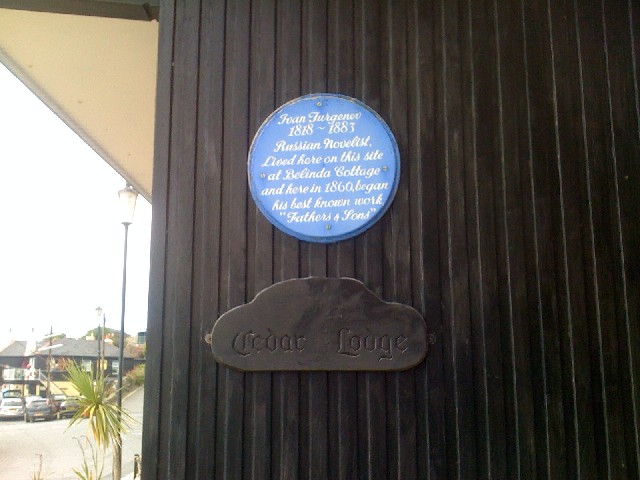 Ivan Turgenev
1818 ~ 1883
Russian Novelist,
Lived here on this site
at Belinda Cottage
and here in 1860, began
his best known work,
"Fathers & Sons"
Cedar Lodge